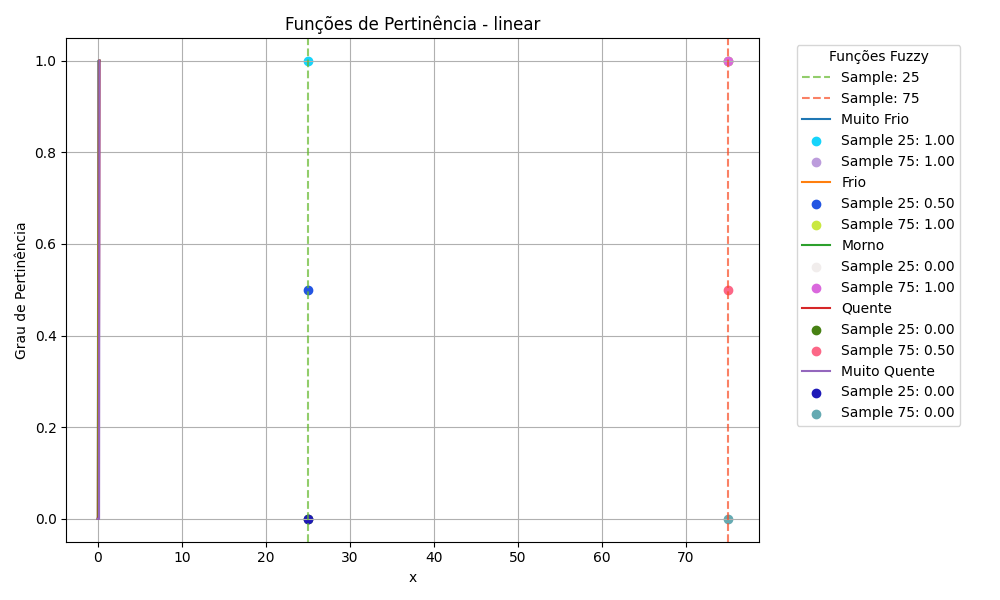 Funções de Pertinência - linear
Grau de Pertinência
1.0
0.8
0.6
0.4
0.2
0.0
0
10
20
30
40
50
60
70
x
Funções Fuzzy
Sample: 25
Sample: 75
Muito Frio
Sample 25: 1.00
Sample 75: 1.00
Frio
Sample 25: 0.50
Sample 75: 1.00
Morno
Sample 25: 0.00
Sample 75: 1.00
Quente
Sample 25: 0.00
Sample 75: 0.50
Muito Quente
Sample 25: 0.00
Sample 75: 0.00